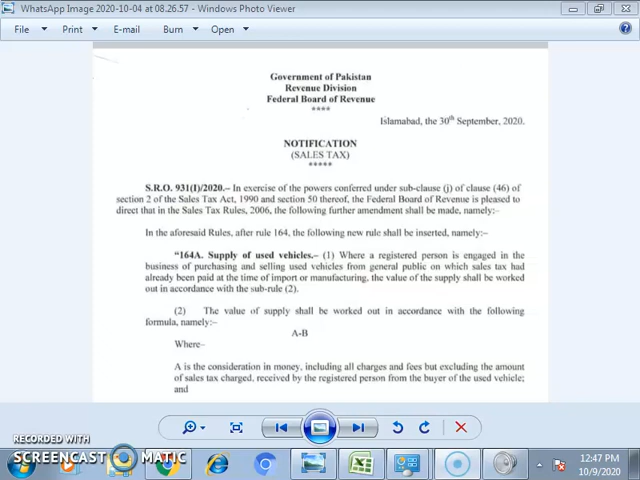 WhatsApp Image 2020-10-04 at 08.26.57 - Windows Photo Viewer
File Print E-mail Burn Open
Government of Pakistan
Revenue Division
Federal Board of Revenue
****
Islamabad, the 30th September, 2020.
NOTIFICATION
(SALES TAX)
*****
S.R.O. 931(I)/2020.– In exercise of the powers conferred under sub-clause (j) of clause (46) of
section 2 of the Sales Tax Act, 1990 and section 50 thereof, the Federal Board of Revenue is pleased to
direct that in the Sales Tax Rules, 2006, the following further amendment shall be made, namely:–
In the aforesaid Rules, after rule 164, the following new rule shall be inserted, namely:–
“164A. Supply of used vehicles.– (1) Where a registered person is engaged in the
business of purchasing and selling used vehicles from general public on which sales tax had
already been paid at the time of import or manufacturing, the value of the supply shall be worked
out in accordance with the sub-rule (2).
(2) The value of supply shall be worked out in accordance with the following
formula, namely:–
A-B
Where–
A is the consideration in money, including all charges and fees but excluding the amount
of sales tax charged, received by the registered person from the buyer of the used vehicle;
and
RECORDED WITH
SCREENCAST MATIC
12:47 PM
10/9/2020